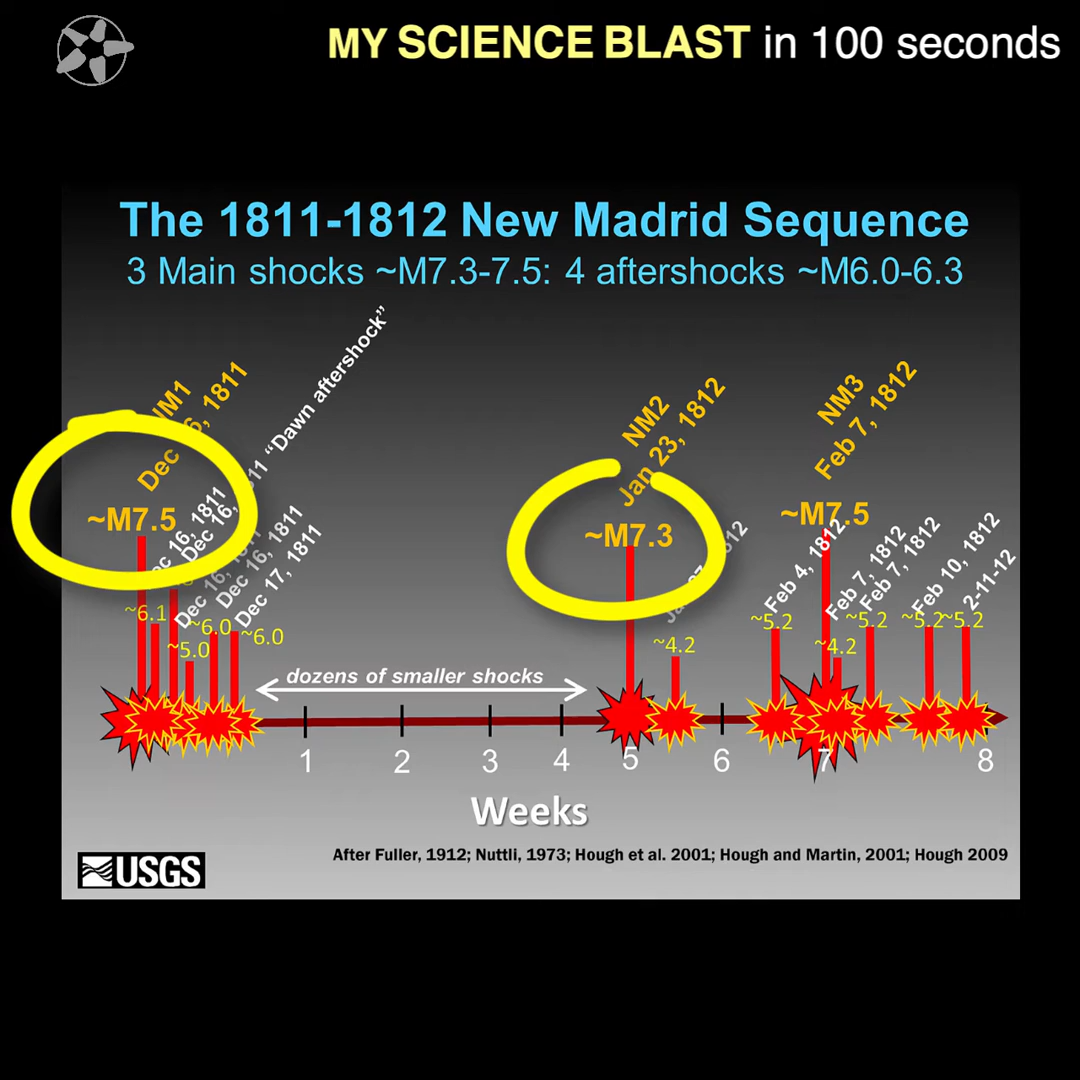 MY SCIENCE BLAST in 100 seconds
The 1811-1812 New Madrid Sequence
3 Main shocks ~M7.3-7.5: 4 aftershocks ~M6.0-6.3
"Dawn aftershock"
1811
NM2
Jan 23, 1812
NM3
Feb 7, 1812
Dec
~M7.5
16, 1811
Dec 16,
Dec 16, 1811
Dec 17, 1811
~M7.3
~M7.5
Feb 4, 1812
Feb 7, 1812
Feb 7, 1812
Feb 10, 1812
2-11-12
~6.1
~5.0
~6.0
~6.0
~4.2
~5.2
~4.2
~5.2
~5.2
~5.2
dozens of smaller shocks
1 2 3 4 5 6 7 8
Weeks
After Fuller, 1912; Nuttli, 1973; Hough et al. 2001; Hough and Martin, 2001; Hough 2009
USGS